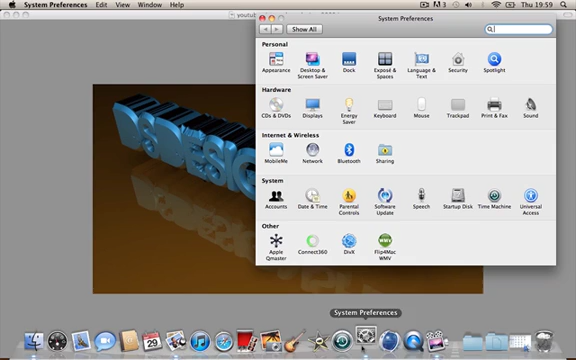 System Preferences Edit View Window Help
3
Thu 19:59
System Preferences
Show All
Personal
Appearance
Desktop &
Screen Saver
Dock
Exposé &
Spaces
Language &
Text
Security
Spotlight
Hardware
CDs & DVDs
Displays
Energy
Saver
Keyboard
Mouse
Trackpad
Print & Fax
Sound
Internet & Wireless
MobileMe
Network
Bluetooth
Sharing
System
Accounts
Date & Time
Parental
Controls
Software
Update
Speech
Startup Disk
Time Machine
Universal
Access
Other
Apple
Qmaster
Connect360
DivX
Flip4Mac
WMV
System Preferences
29